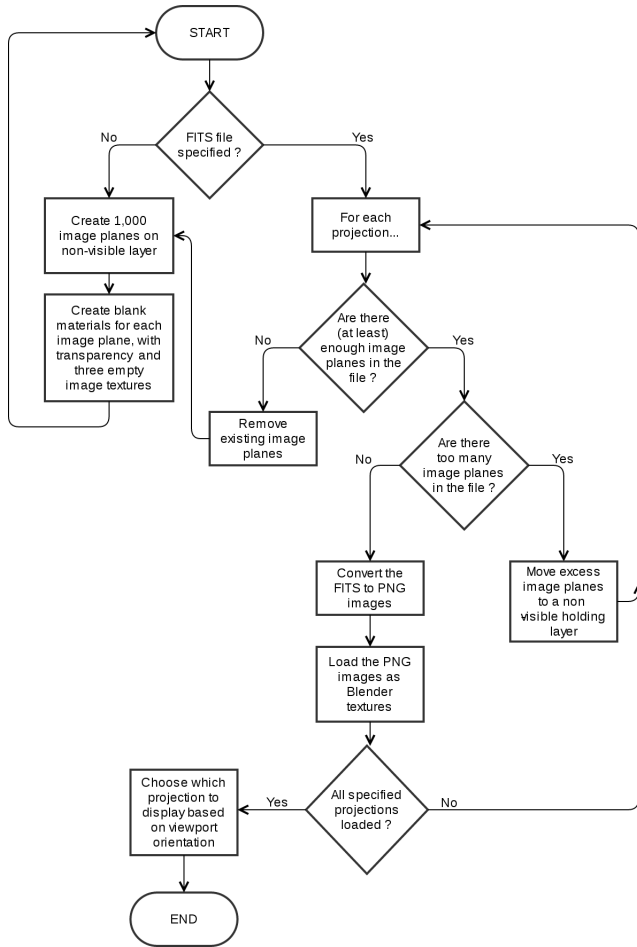 START
FITS file
specified ?
No
Yes
Create 1,000
image planes on
non-visible layer
For each
projection...
Create blank
materials for each
image plane, with
transparency and
three empty
image textures
Are there
(at least)
enough image
planes in the
file ?
No
Yes
Remove
existing image
planes
Are there
too many
image planes
in the file ?
No
Yes
Convert the
FITS to PNG
images
Move excess
image planes
to a non
visible holding
layer
Load the PNG
images as
Blender
textures
All specified
projections
loaded ?
Yes
No
Choose which
projection to
display based
on viewport
orientation
END